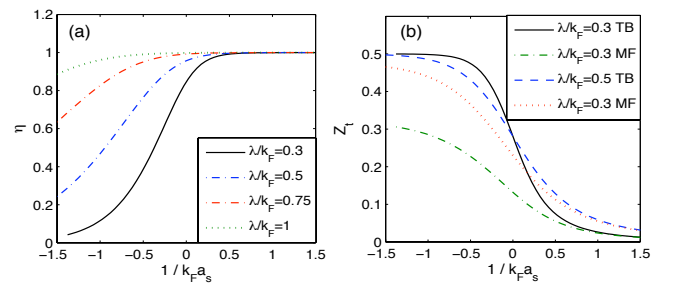 (a)
η
1.2
1
0.8
0.6
0.4
0.2
0
−1.5 −1 −0.5 0 0.5 1 1.5
1 / k_F a_s
λ/k_F=0.3
λ/k_F=0.5
λ/k_F=0.75
λ/k_F=1
(b)
Z_t
0.5
0.4
0.3
0.2
0.1
0
−1.5 −1 −0.5 0 0.5 1 1.5
1 / k_F a_s
λ/k_F=0.3 TB
λ/k_F=0.3 MF
λ/k_F=0.5 TB
λ/k_F=0.3 MF